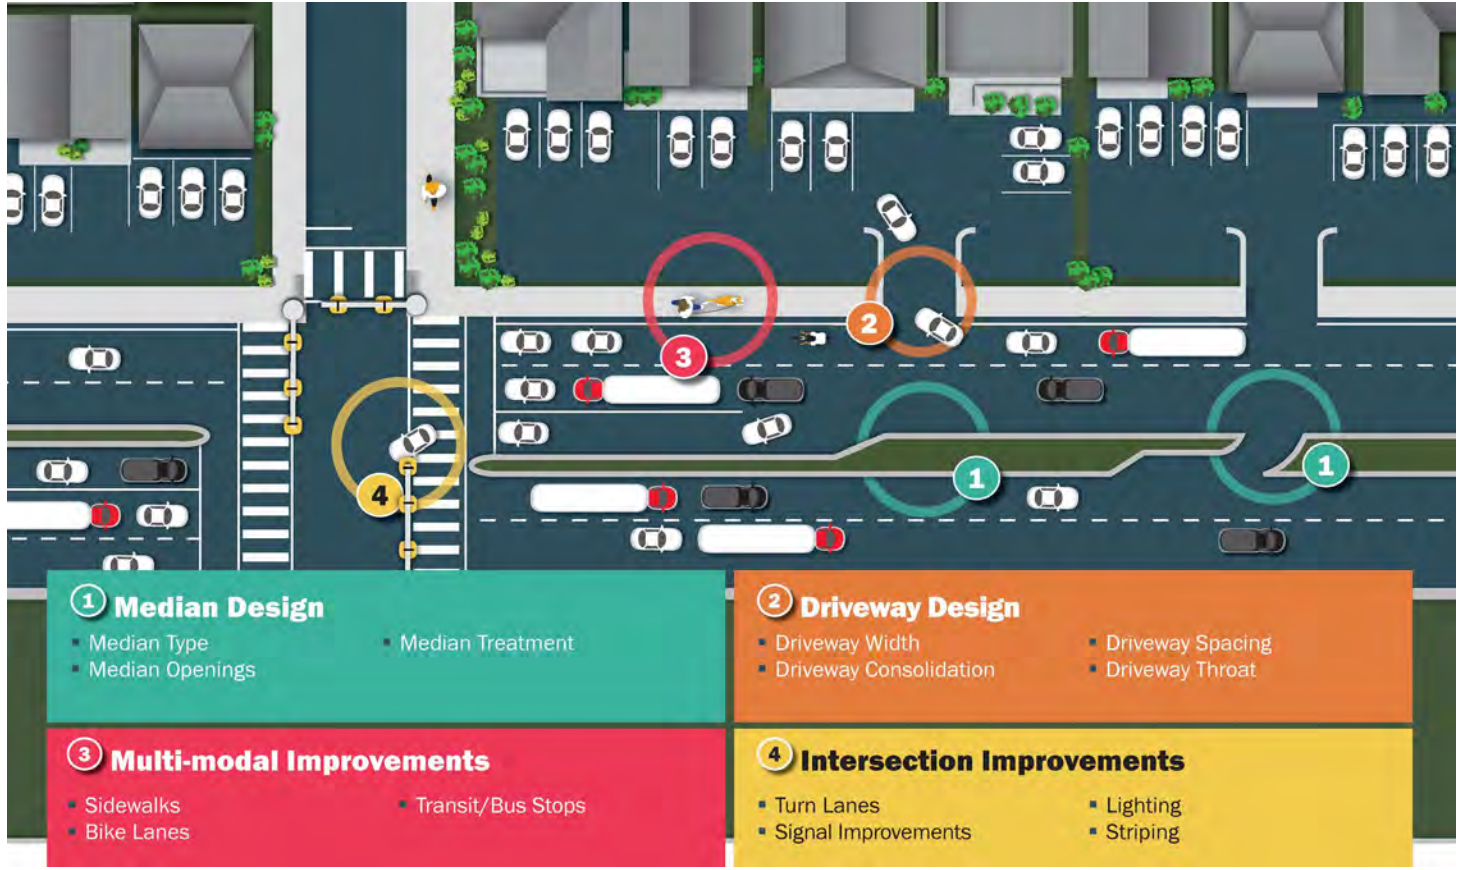 2
3
1
1
4
1 Median Design
▪ Median Type
▪ Median Treatment
▪ Median Openings
2 Driveway Design
▪ Driveway Width
▪ Driveway Spacing
▪ Driveway Consolidation
▪ Driveway Throat
3 Multi-modal Improvements
▪ Sidewalks
▪ Transit/Bus Stops
▪ Bike Lanes
4 Intersection Improvements
▪ Turn Lanes
▪ Lighting
▪ Signal Improvements
▪ Striping